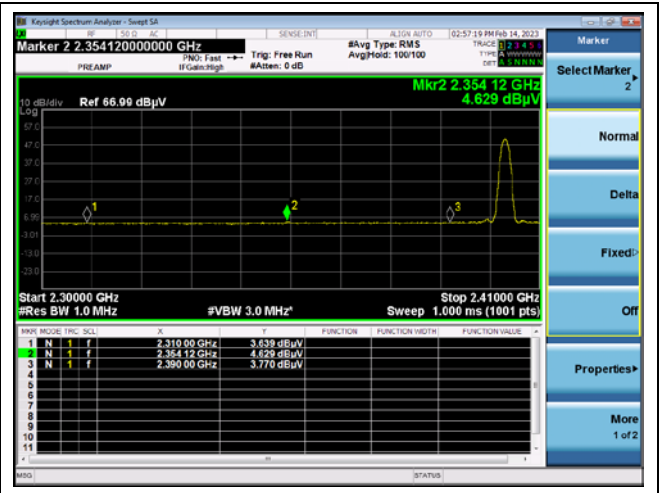 Keysight Spectrum Analyzer - Swept SA
RF 50 Ω AC SENSE:INT ALIGN AUTO 02:57:19 PM Feb 14, 2023
Marker 2 2.354120000000 GHz
PREAMP
PNO: Fast
IFGain:High
Trig: Free Run
#Atten: 0 dB
#Avg Type: RMS
Avg|Hold: 100/100
TRACE 1 2 3 4 5 6
TYPE A WWWWW
DET A S N N N N
Mkr2 2.354 12 GHz
4.629 dBµV
10 dB/div Ref 66.99 dBµV
Log
57.0
47.0
37.0
27.0
17.0
6.99
-3.01
-13.0
-23.0
1
2
3
Start 2.30000 GHz Stop 2.41000 GHz
#Res BW 1.0 MHz #VBW 3.0 MHz* Sweep 1.000 ms (1001 pts)
MKR MODE TRC SCL X Y FUNCTION FUNCTION WIDTH FUNCTION VALUE
1 N 1 f 2.310 00 GHz 3.639 dBµV
2 N 1 f 2.354 12 GHz 4.629 dBµV
3 N 1 f 2.390 00 GHz 3.770 dBµV
4
5
6
7
8
9
10
11
MSG STATUS
Marker
Select Marker
2
Normal
Delta
Fixed
Off
Properties
More
1 of 2